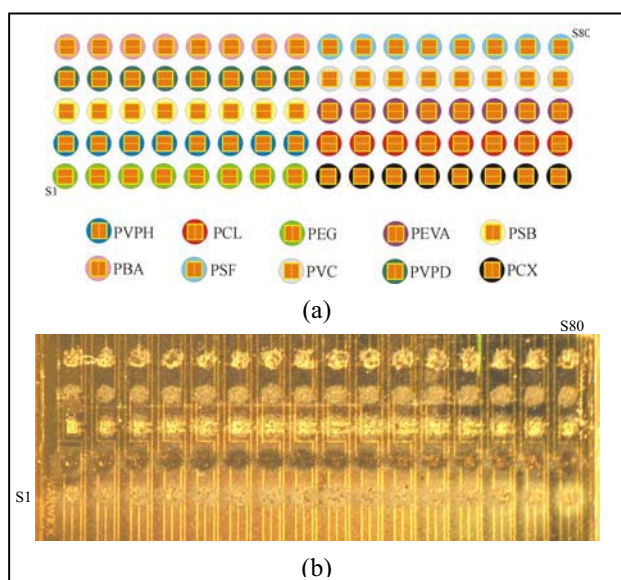 S80
S1
PVPH PCL PEG PEVA PSB
PBA PSF PVC PVPD PCX
(a)
S80
S1
(b)